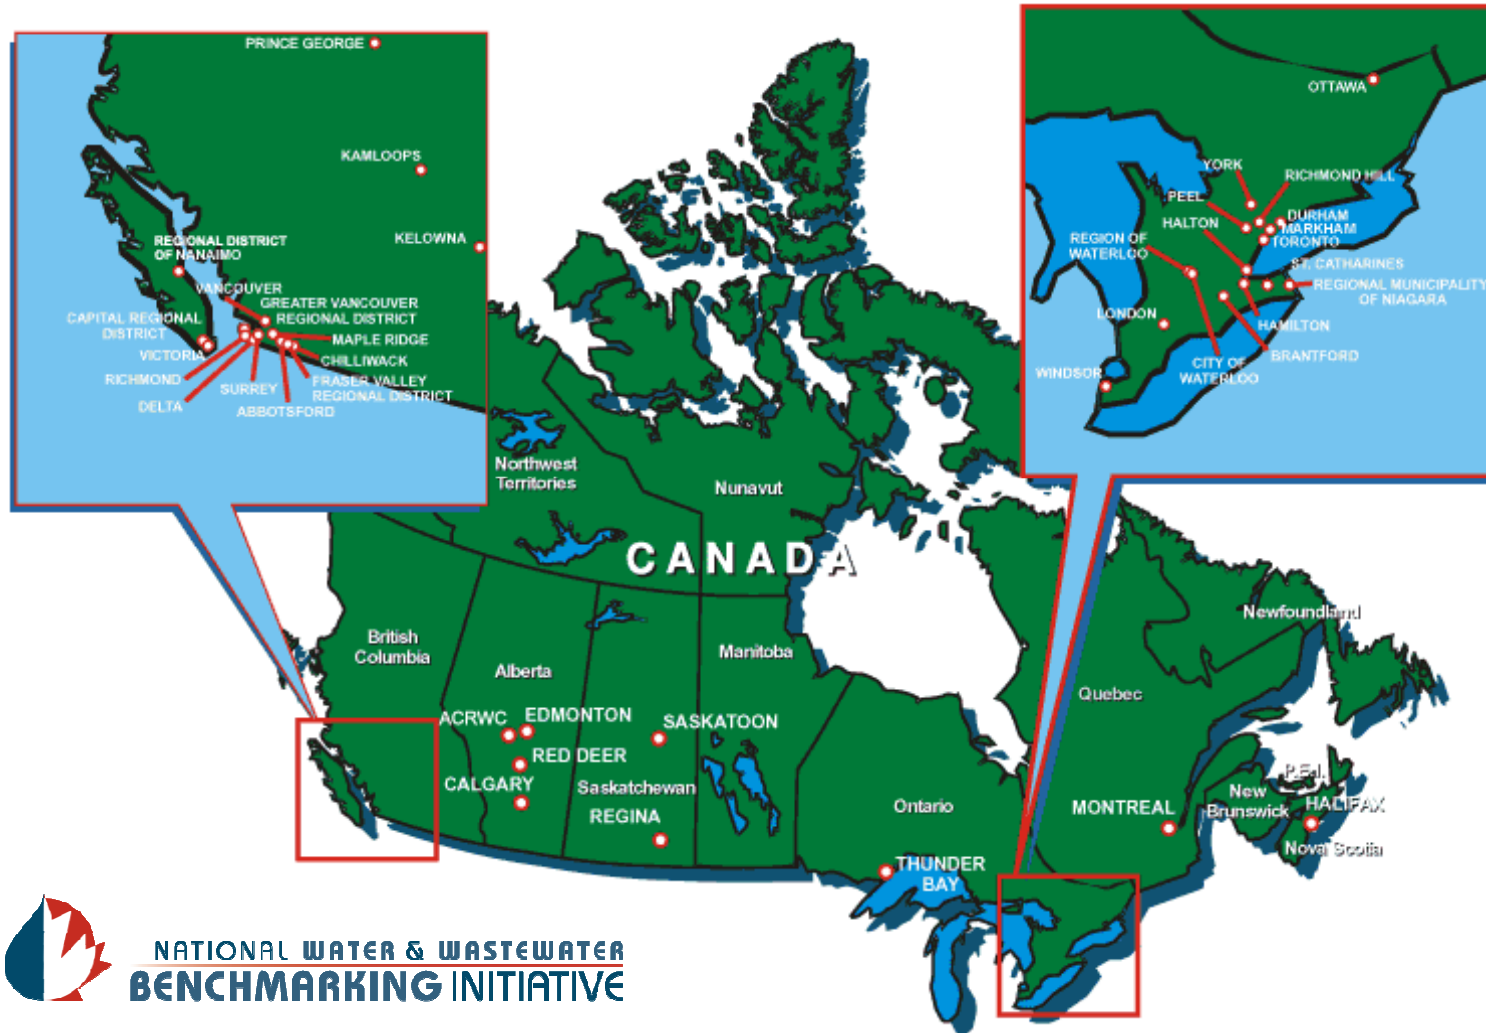 PRINCE GEORGE
KAMLOOPS
KELOWNA
REGIONAL DISTRICT
OF NANAIMO
VANCOUVER
GREATER VANCOUVER
REGIONAL DISTRICT
CAPITAL REGIONAL
DISTRICT
MAPLE RIDGE
VICTORIA
CHILLIWACK
RICHMOND
SURREY
FRASER VALLEY
REGIONAL DISTRICT
DELTA
ABBOTSFORD
OTTAWA
YORK
RICHMOND HILL
PEEL
HALTON
DURHAM
MARKHAM
TORONTO
REGION OF
WATERLOO
ST. CATHARINES
REGIONAL MUNICIPALITY
OF NIAGARA
LONDON
HAMILTON
BRANTFORD
CITY OF
WATERLOO
WINDSOR
Northwest
Territories
Nunavut
CANADA
British
Columbia
Alberta
Manitoba
Newfoundland
Quebec
ACRWC
EDMONTON
SASKATOON
RED DEER
CALGARY
Saskatchewan
REGINA
Ontario
MONTREAL
P.E.I.
New
Brunswick
HALIFAX
Nova Scotia
THUNDER
BAY
NATIONAL WATER & WASTEWATER
BENCHMARKING INITIATIVE